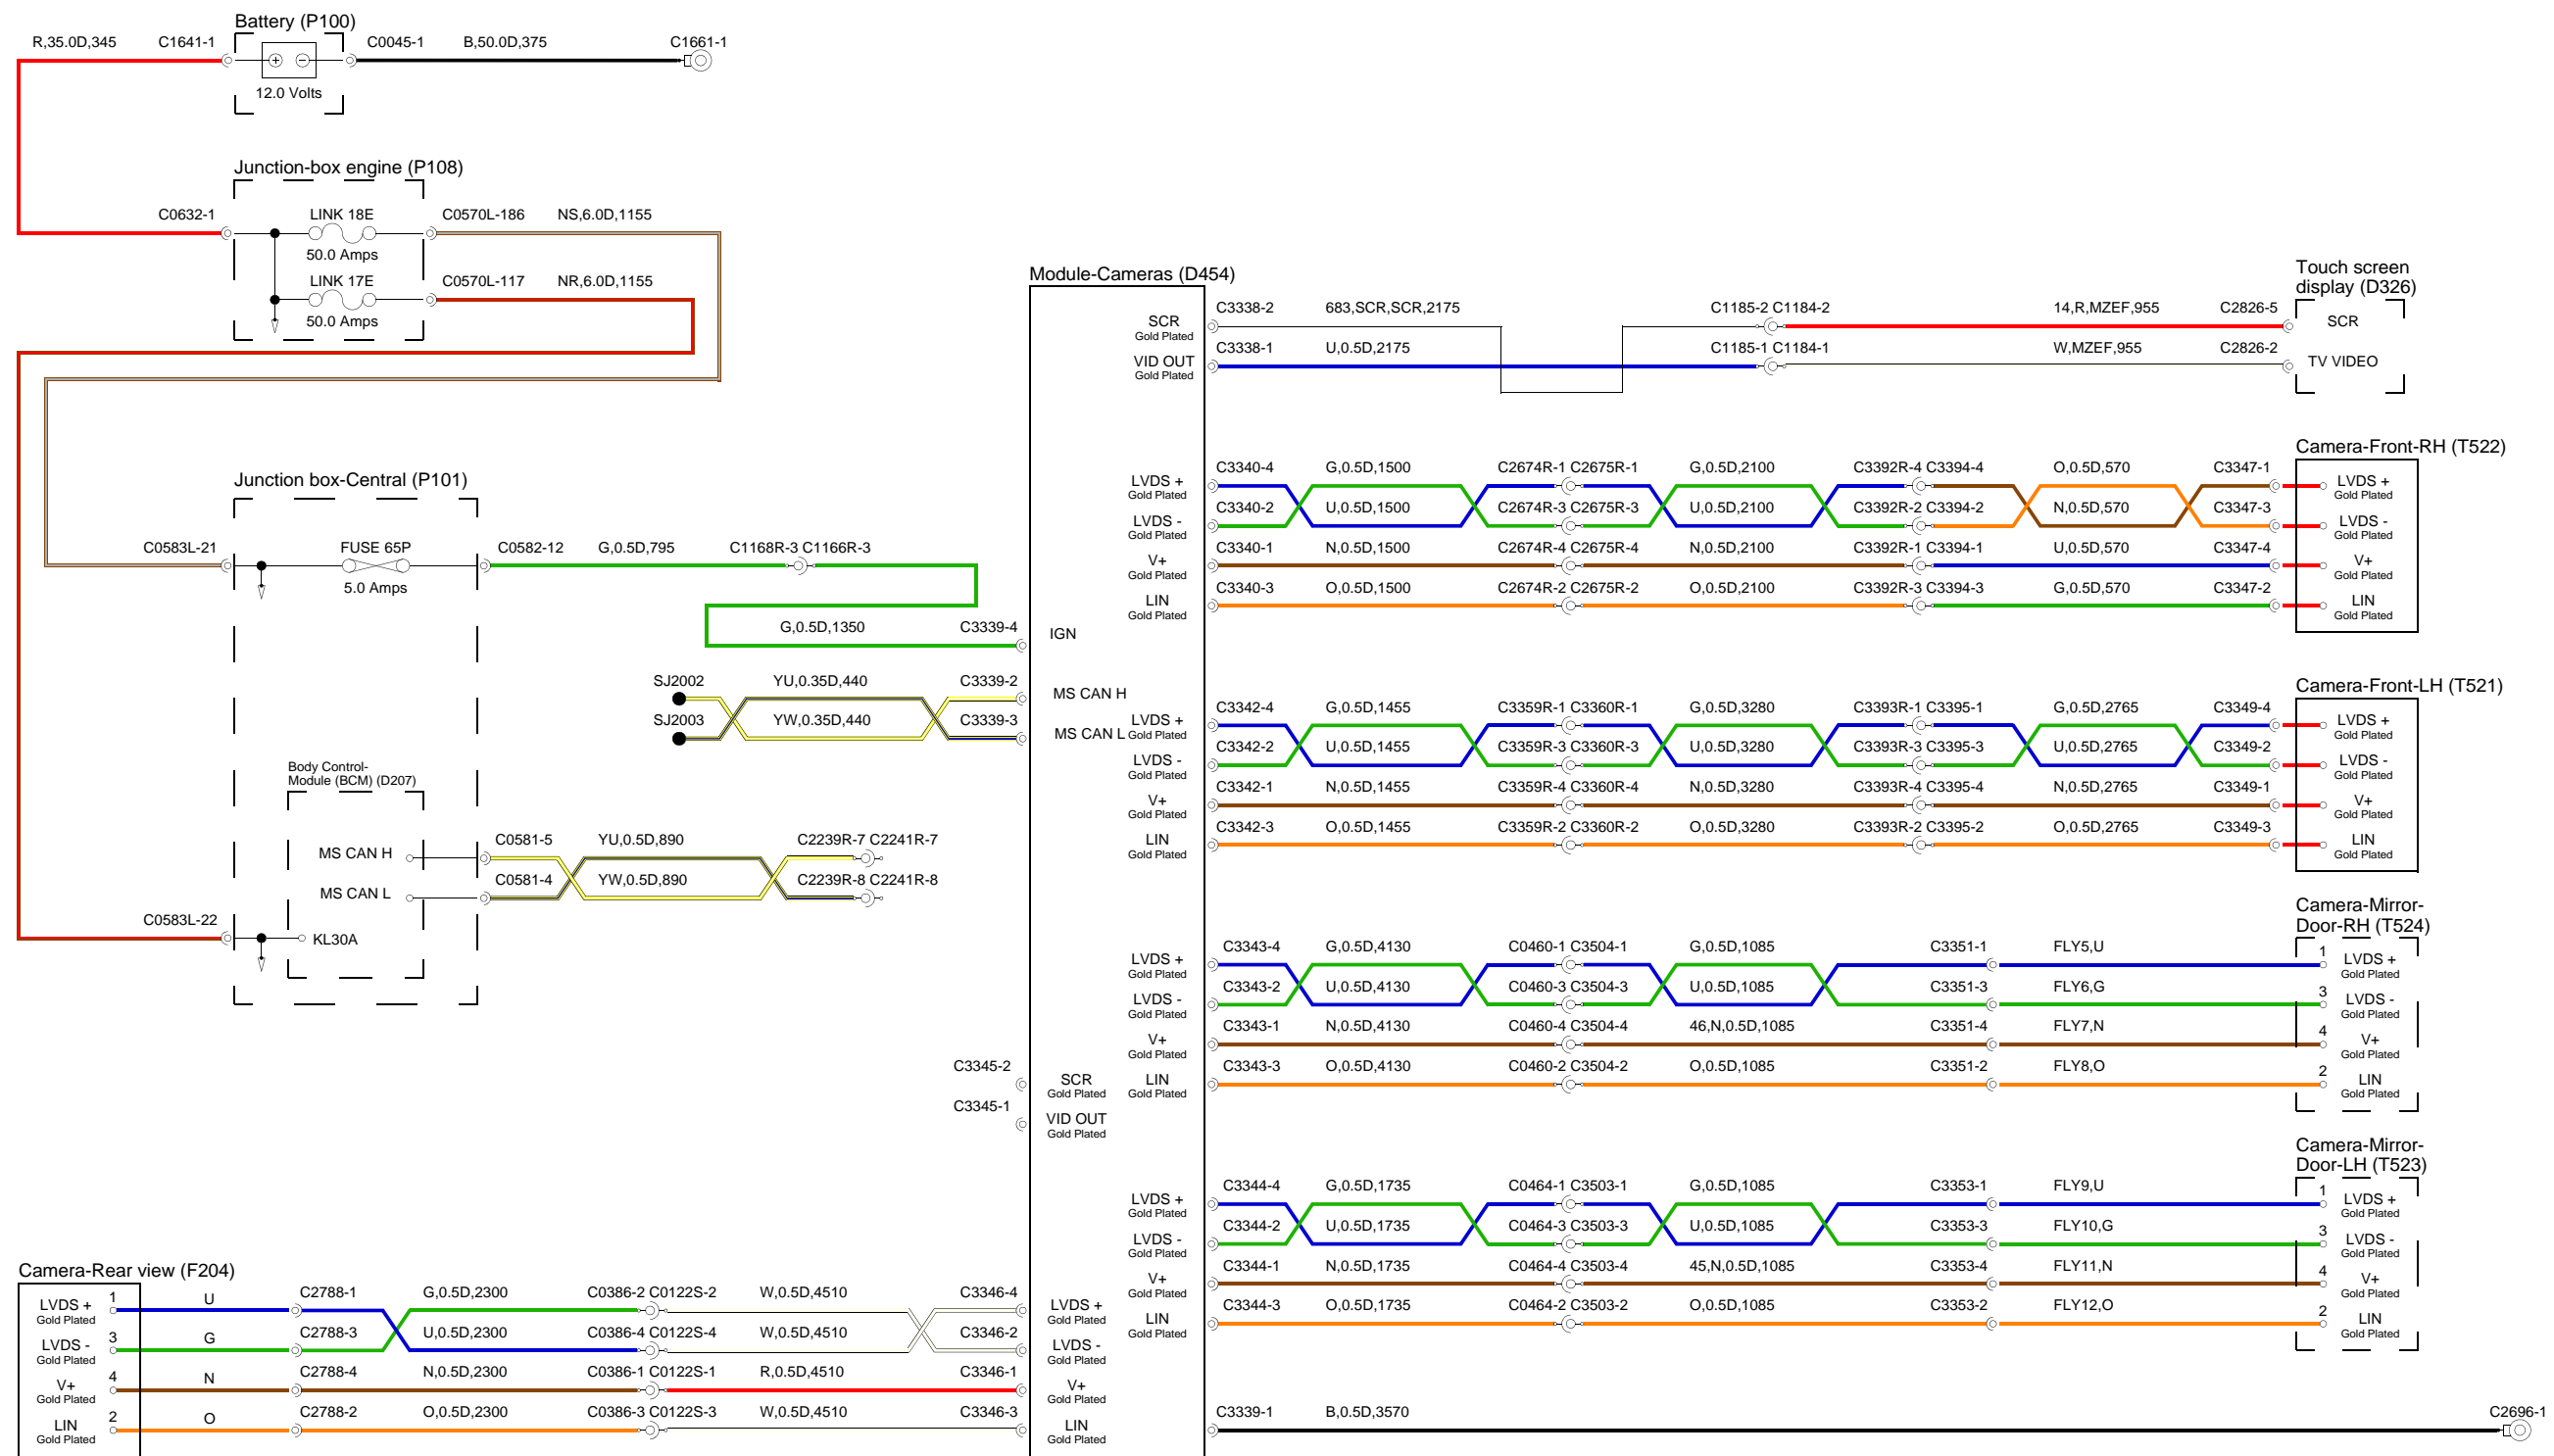 Battery (P100)
R,35.0D,345
C1641-1
C0045-1
B,50.0D,375
C1661-1
12.0 Volts
Junction-box engine (P108)
C0632-1
LINK 18E
C0570L-186
NS,6.0D,1155
50.0 Amps
LINK 17E
C0570L-117
NR,6.0D,1155
50.0 Amps
Junction box-Central (P101)
C0583L-21
FUSE 65P
C0582-12
G,0.5D,795
C1168R-3 C1166R-3
5.0 Amps
G,0.5D,1350
C3339-4
IGN
SJ2002
YU,0.35D,440
C3339-2
MS CAN H
SJ2003
YW,0.35D,440
C3339-3
MS CAN L
Body Control-
Module (BCM) (D207)
MS CAN H
C0581-5
YU,0.5D,890
C2239R-7 C2241R-7
MS CAN L
C0581-4
YW,0.5D,890
C2239R-8 C2241R-8
C0583L-22
KL30A
C3345-2
SCR
Gold Plated
C3345-1
VID OUT
Gold Plated
Camera-Rear view (F204)
LVDS +
Gold Plated
1
U
C2788-1
G,0.5D,2300
C0386-2 C0122S-2
W,0.5D,4510
C3346-4
LVDS +
Gold Plated
LVDS -
Gold Plated
3
G
C2788-3
U,0.5D,2300
C0386-4 C0122S-4
W,0.5D,4510
C3346-2
LVDS -
Gold Plated
V+
Gold Plated
4
N
C2788-4
N,0.5D,2300
C0386-1 C0122S-1
R,0.5D,4510
C3346-1
V+
Gold Plated
LIN
Gold Plated
2
O
C2788-2
O,0.5D,2300
C0386-3 C0122S-3
W,0.5D,4510
C3346-3
LIN
Gold Plated
Module-Cameras (D454)
Touch screen
display (D326)
SCR
Gold Plated
C3338-2
683,SCR,SCR,2175
C1185-2 C1184-2
14,R,MZEF,955
C2826-5
SCR
VID OUT
Gold Plated
C3338-1
U,0.5D,2175
C1185-1 C1184-1
W,MZEF,955
C2826-2
TV VIDEO
Camera-Front-RH (T522)
LVDS +
Gold Plated
C3340-4
G,0.5D,1500
C2674R-1 C2675R-1
G,0.5D,2100
C3392R-4 C3394-4
O,0.5D,570
C3347-1
LVDS +
Gold Plated
LVDS -
Gold Plated
C3340-2
U,0.5D,1500
C2674R-3 C2675R-3
U,0.5D,2100
C3392R-2 C3394-2
N,0.5D,570
C3347-3
LVDS -
Gold Plated
V+
Gold Plated
C3340-1
N,0.5D,1500
C2674R-4 C2675R-4
N,0.5D,2100
C3392R-1 C3394-1
U,0.5D,570
C3347-4
V+
Gold Plated
LIN
Gold Plated
C3340-3
O,0.5D,1500
C2674R-2 C2675R-2
O,0.5D,2100
C3392R-3 C3394-3
G,0.5D,570
C3347-2
LIN
Gold Plated
Camera-Front-LH (T521)
LVDS +
Gold Plated
C3342-4
G,0.5D,1455
C3359R-1 C3360R-1
G,0.5D,3280
C3393R-1 C3395-1
G,0.5D,2765
C3349-4
LVDS +
Gold Plated
LVDS -
Gold Plated
C3342-2
U,0.5D,1455
C3359R-3 C3360R-3
U,0.5D,3280
C3393R-3 C3395-3
U,0.5D,2765
C3349-2
LVDS -
Gold Plated
V+
Gold Plated
C3342-1
N,0.5D,1455
C3359R-4 C3360R-4
N,0.5D,3280
C3393R-4 C3395-4
N,0.5D,2765
C3349-1
V+
Gold Plated
LIN
Gold Plated
C3342-3
O,0.5D,1455
C3359R-2 C3360R-2
O,0.5D,3280
C3393R-2 C3395-2
O,0.5D,2765
C3349-3
LIN
Gold Plated
Camera-Mirror-
Door-RH (T524)
LVDS +
Gold Plated
C3343-4
G,0.5D,4130
C0460-1 C3504-1
G,0.5D,1085
C3351-1
FLY5,U
1
LVDS +
Gold Plated
LVDS -
Gold Plated
C3343-2
U,0.5D,4130
C0460-3 C3504-3
U,0.5D,1085
C3351-3
FLY6,G
3
LVDS -
Gold Plated
V+
Gold Plated
C3343-1
N,0.5D,4130
C0460-4 C3504-4
46,N,0.5D,1085
C3351-4
FLY7,N
4
V+
Gold Plated
LIN
Gold Plated
C3343-3
O,0.5D,4130
C0460-2 C3504-2
O,0.5D,1085
C3351-2
FLY8,O
2
LIN
Gold Plated
Camera-Mirror-
Door-LH (T523)
LVDS +
Gold Plated
C3344-4
G,0.5D,1735
C0464-1 C3503-1
G,0.5D,1085
C3353-1
FLY9,U
1
LVDS +
Gold Plated
LVDS -
Gold Plated
C3344-2
U,0.5D,1735
C0464-3 C3503-3
U,0.5D,1085
C3353-3
FLY10,G
3
LVDS -
Gold Plated
V+
Gold Plated
C3344-1
N,0.5D,1735
C0464-4 C3503-4
45,N,0.5D,1085
C3353-4
FLY11,N
4
V+
Gold Plated
LIN
Gold Plated
C3344-3
O,0.5D,1735
C0464-2 C3503-2
O,0.5D,1085
C3353-2
FLY12,O
2
LIN
Gold Plated
C3339-1
B,0.5D,3570
C2696-1